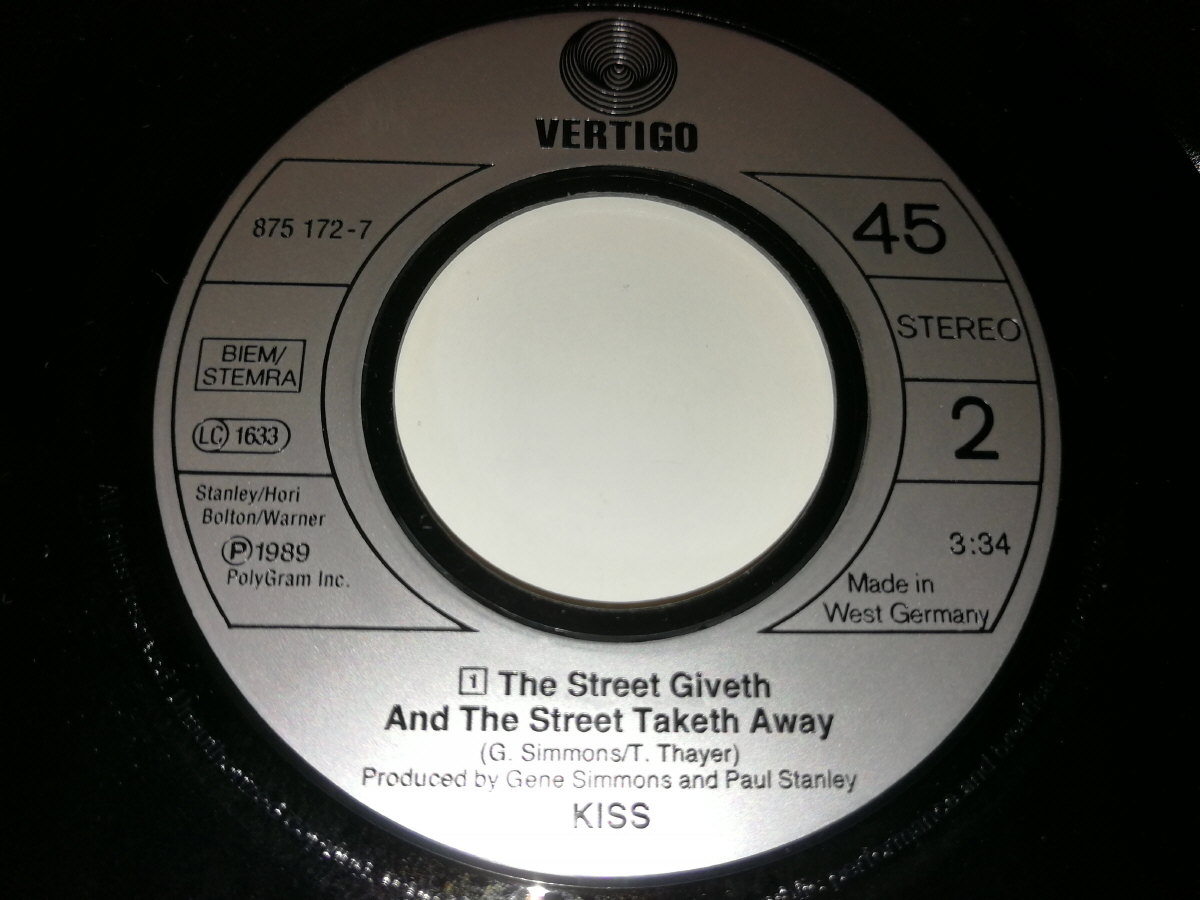 VERTIGO
875 172-7
BIEM/
STEMRA
LC 1633
Stanley/Hori
Bolton/Warner
Ⓟ1989
PolyGram Inc.
45
STEREO
2
3:34
Made in
West Germany
1 The Street Giveth
And The Street Taketh Away
(G. Simmons/T. Thayer)
Produced by Gene Simmons and Paul Stanley
KISS